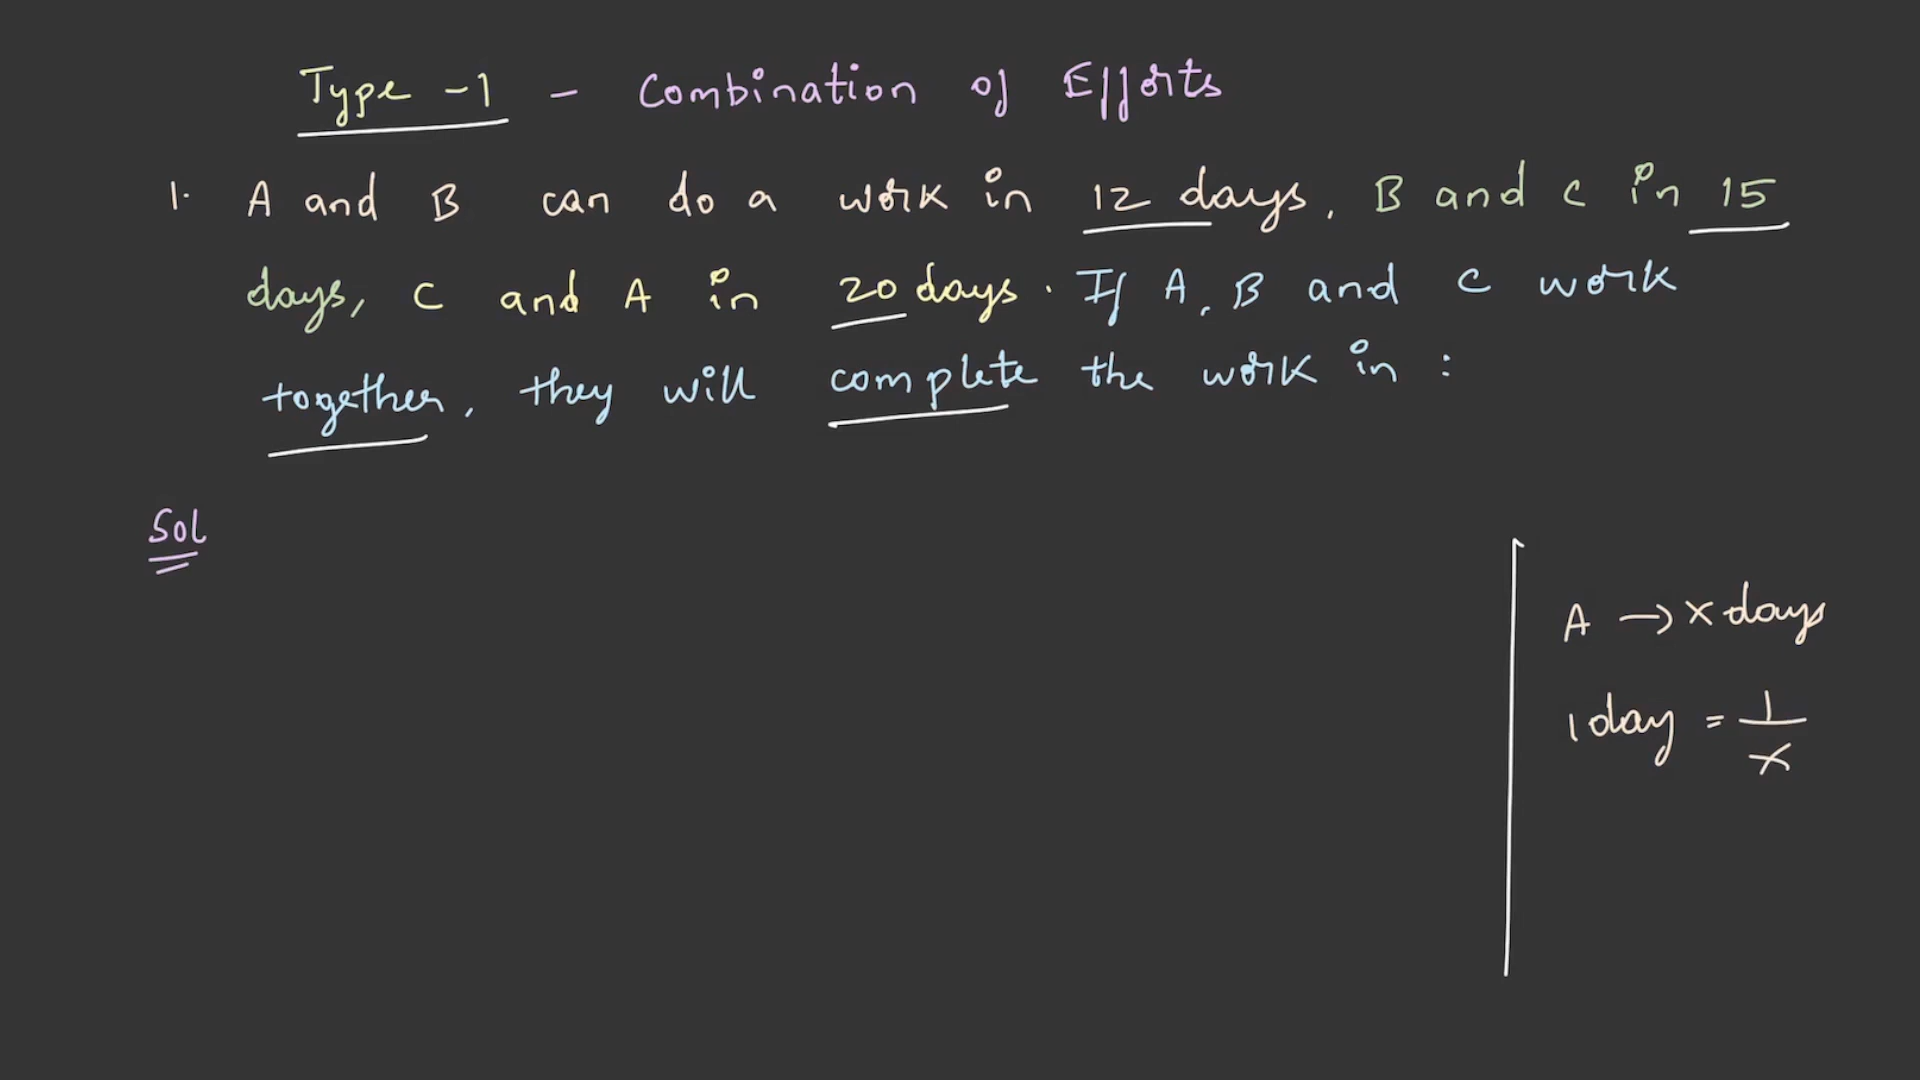 Type -1 - Combination of Efforts
1. A and B can do a work in 12 days, B and C in 15
days, C and A in 20 days. If A, B and C work
together, they will complete the work in :
Sol
A → x days
1 day = 1/x